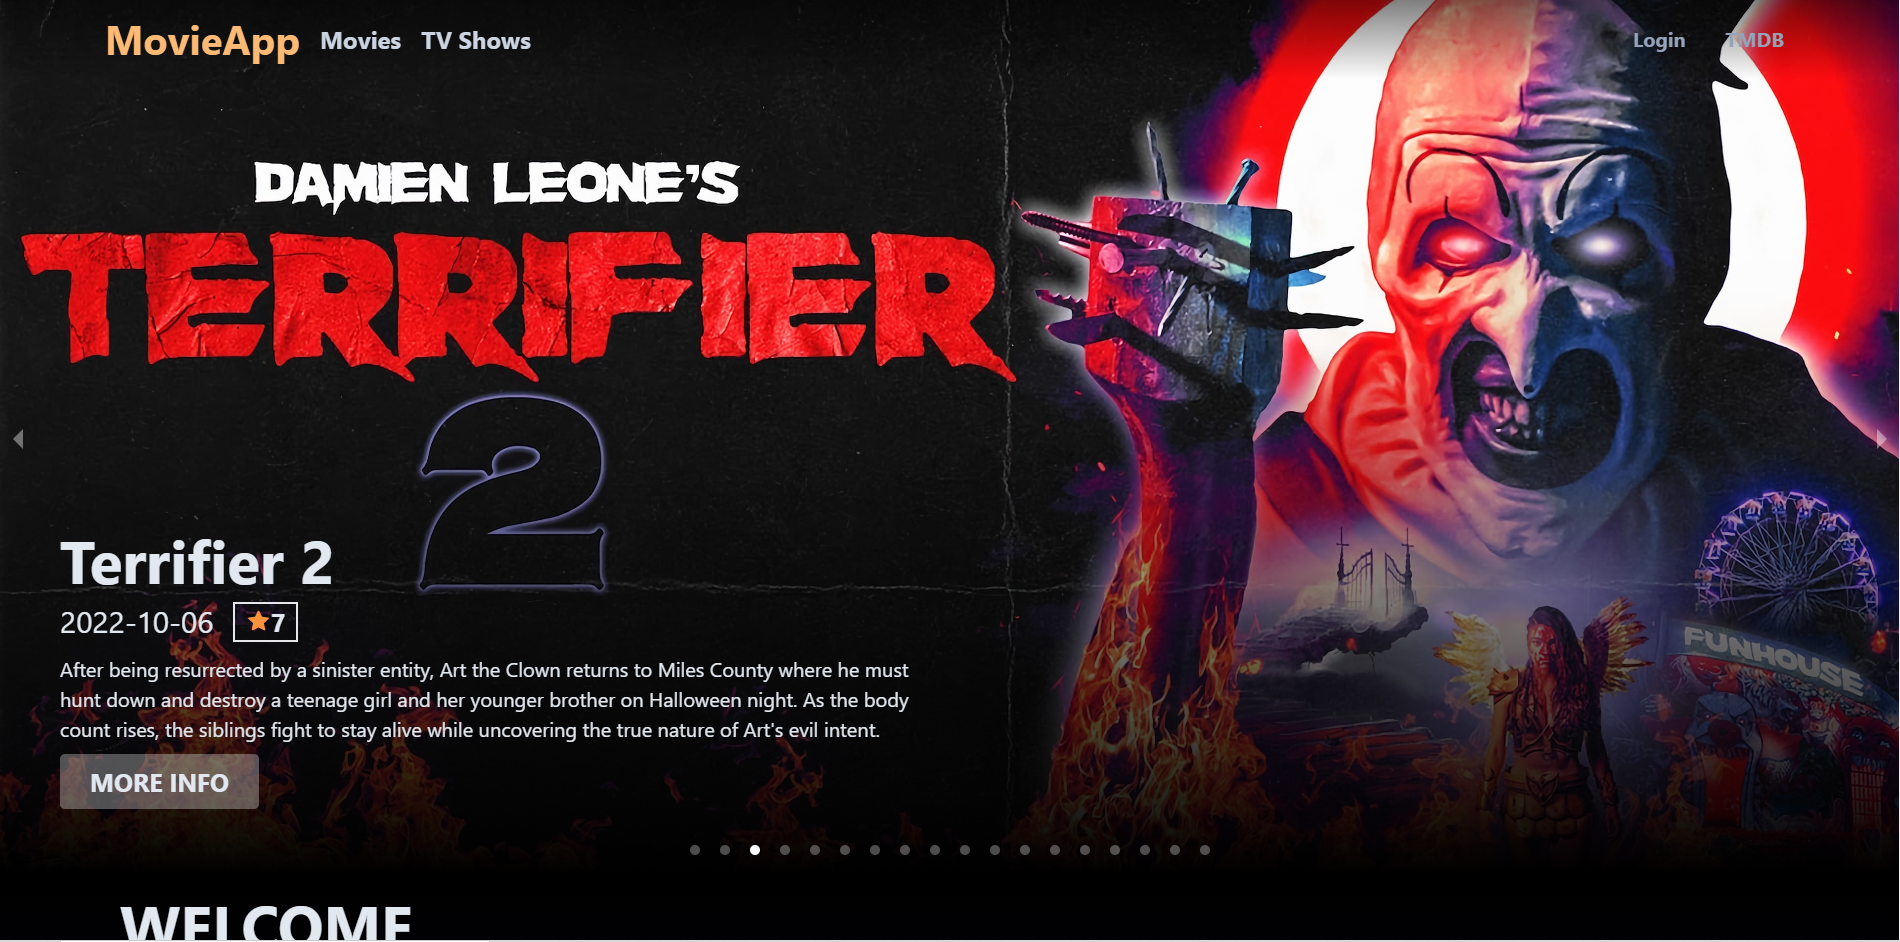 MovieApp Movies TV Shows Login TMDB
DAMIEN LEONE'S
TERRIFIER
2
Terrifier 2
2022-10-06 7
After being resurrected by a sinister entity, Art the Clown returns to Miles County where he must
hunt down and destroy a teenage girl and her younger brother on Halloween night. As the body
count rises, the siblings fight to stay alive while uncovering the true nature of Art's evil intent.
MORE INFO
FUNHOUSE
WELCOME